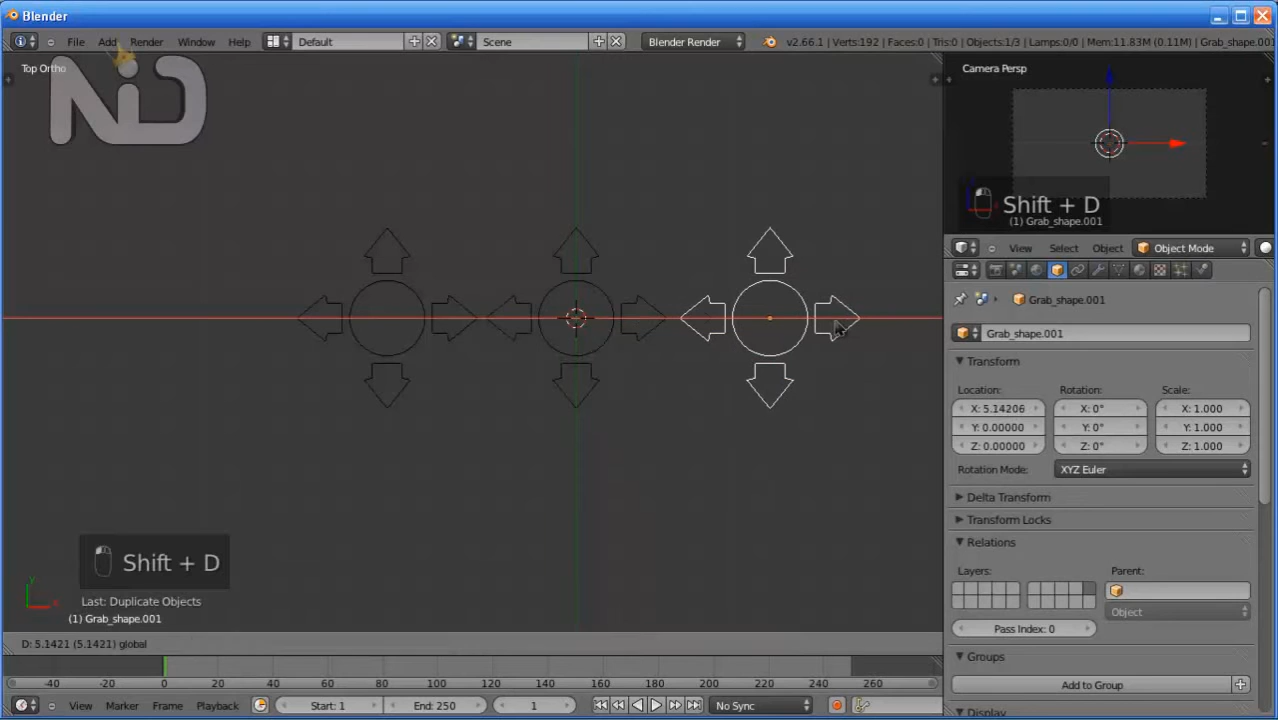 Blender
File Add Render Window Help Default Scene Blender Render v2.66.1 | Verts:192 | Faces:0 | Tris:0 | Objects:1/3 | Lamps:0/0 | Mem:11.83M (0.11M) | Grab_shape.001
Top Ortho
NiD
Camera Persp
Shift + D
(1) Grab_shape.001
View Select Object Object Mode
Grab_shape.001
Grab_shape.001
Transform
Location: Rotation: Scale:
X: 5.14206 X: 0° X: 1.000
Y: 0.00000 Y: 0° Y: 1.000
Z: 0.00000 Z: 0° Z: 1.000
Rotation Mode: XYZ Euler
Delta Transform
Transform Locks
Relations
Layers: Parent:
Object
Pass Index: 0
Groups
Add to Group
Display
Shift + D
Last: Duplicate Objects
y
x
(1) Grab_shape.001
D: 5.1421 (5.1421) global
-40 -20 0 20 40 60 80 100 120 140 160 180 200 220 240 260
View Marker Frame Playback Start: 1 End: 250 1 No Sync